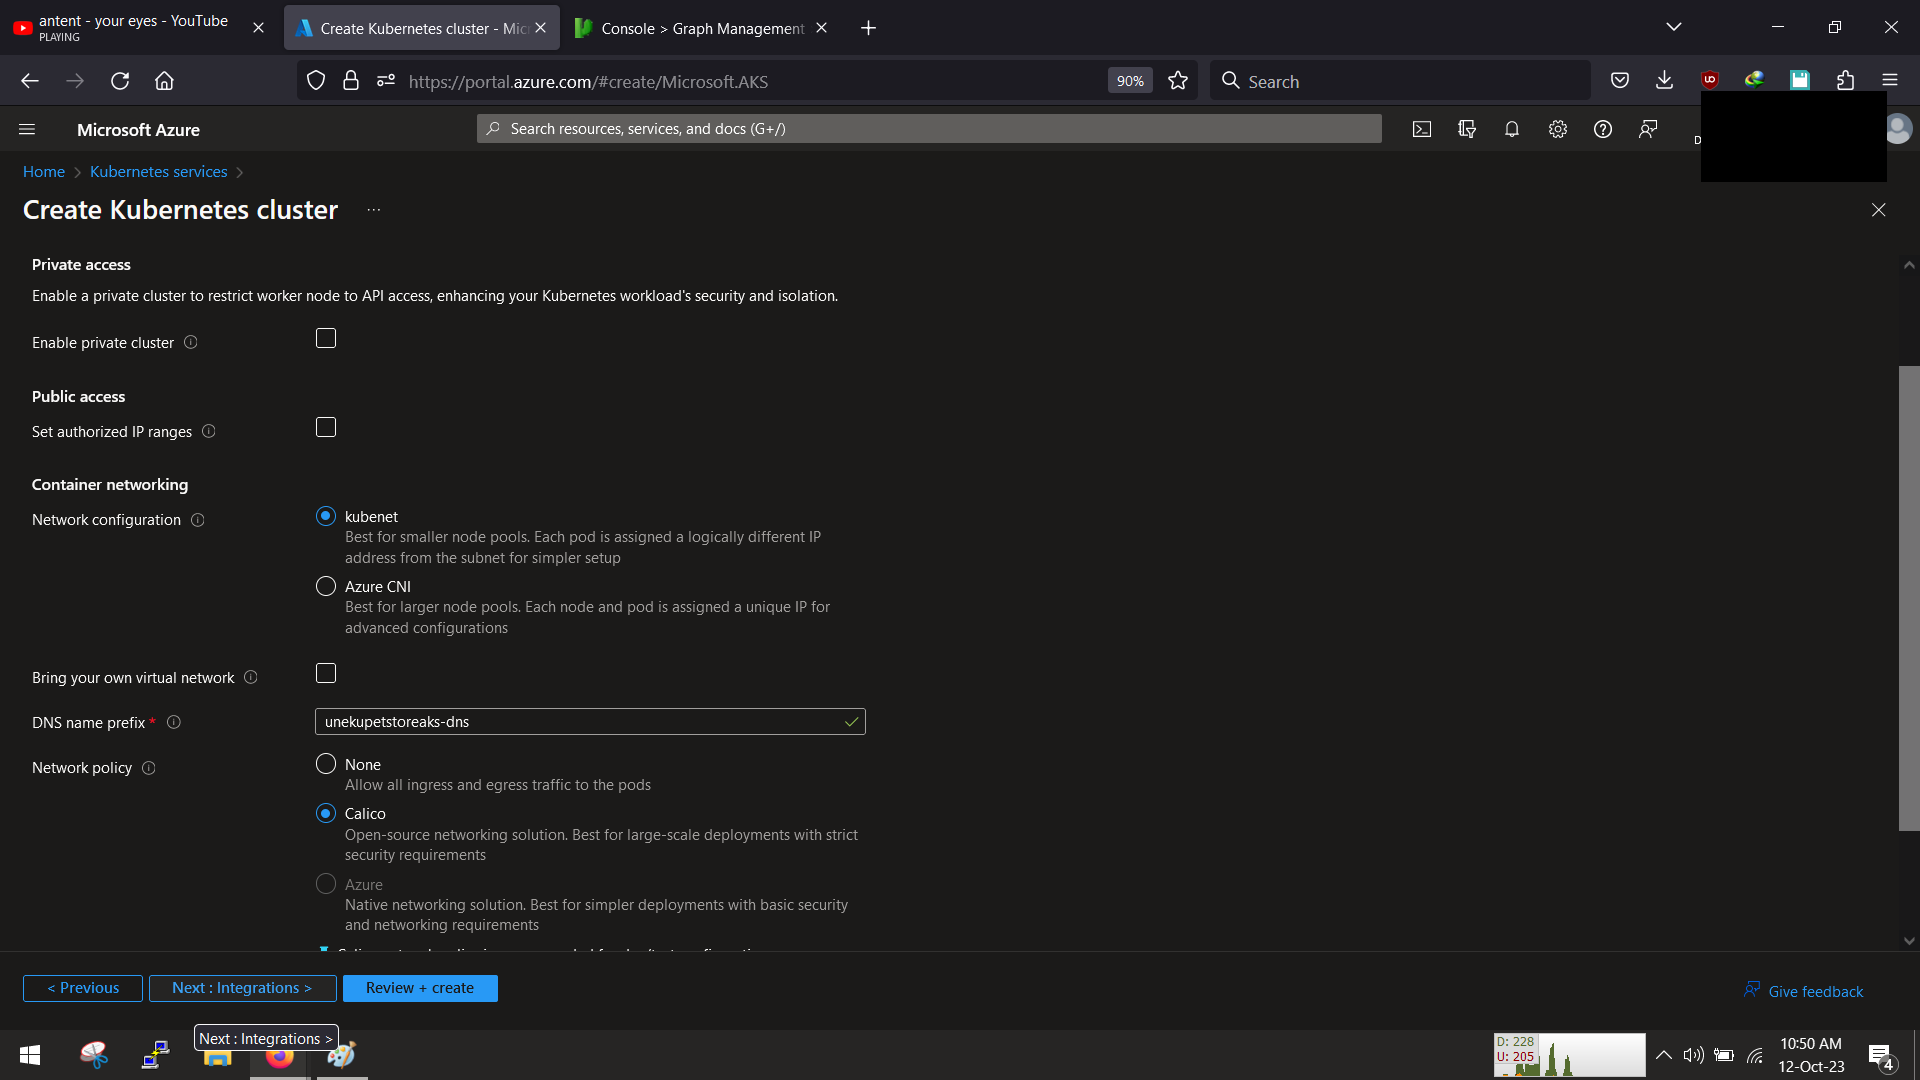 antent - your eyes - YouTube
PLAYING
Create Kubernetes cluster - Mic
Console > Graph Management
https://portal.azure.com/#create/Microsoft.AKS
90%
Search
Microsoft Azure
Search resources, services, and docs (G+/)
D
Home > Kubernetes services >
Create Kubernetes cluster ...
Private access
Enable a private cluster to restrict worker node to API access, enhancing your Kubernetes workload's security and isolation.
Enable private cluster
Public access
Set authorized IP ranges
Container networking
Network configuration
kubenet
Best for smaller node pools. Each pod is assigned a logically different IP
address from the subnet for simpler setup
Azure CNI
Best for larger node pools. Each node and pod is assigned a unique IP for
advanced configurations
Bring your own virtual network
DNS name prefix *
unekupetstoreaks-dns
Network policy
None
Allow all ingress and egress traffic to the pods
Calico
Open-source networking solution. Best for large-scale deployments with strict
security requirements
Azure
Native networking solution. Best for simpler deployments with basic security
and networking requirements
< Previous
Next : Integrations >
Review + create
Give feedback
Next : Integrations >
D: 228
U: 205
10:50 AM
12-Oct-23
4